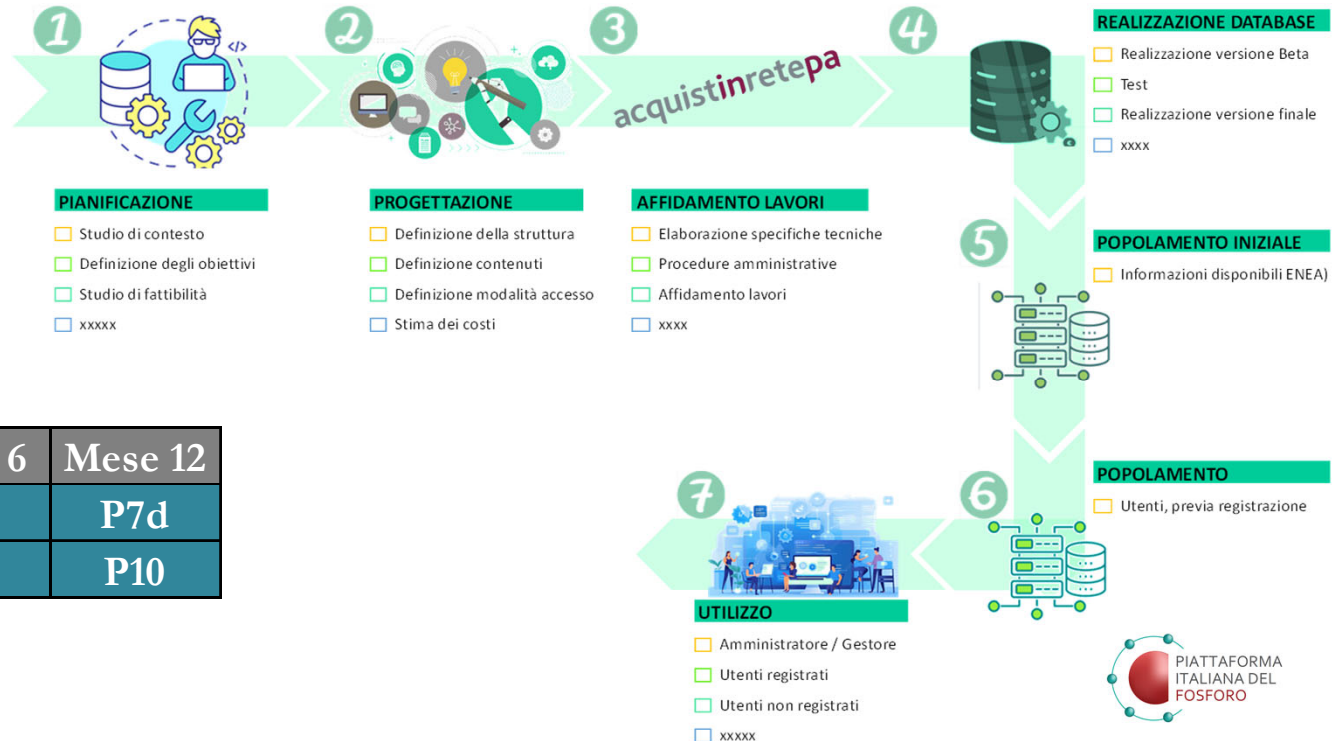 1
PIANIFICAZIONE
Studio di contesto
Definizione degli obiettivi
Studio di fattibilità
xxxxx
2
PROGETTAZIONE
Definizione della struttura
Definizione contenuti
Definizione modalità accesso
Stima dei costi
3
acquistinretepa
AFFIDAMENTO LAVORI
Elaborazione specifiche tecniche
Procedure amministrative
Affidamento lavori
xxxx
4
REALIZZAZIONE DATABASE
Realizzazione versione Beta
Test
Realizzazione versione finale
xxxx
5
POPOLAMENTO INIZIALE
Informazioni disponibili ENEA)
6
POPOLAMENTO
Utenti, previa registrazione
7
UTILIZZO
Amministratore / Gestore
Utenti registrati
Utenti non registrati
xxxxx
6 Mese 12
P7d
P10
PIATTAFORMA
ITALIANA DEL
FOSFORO